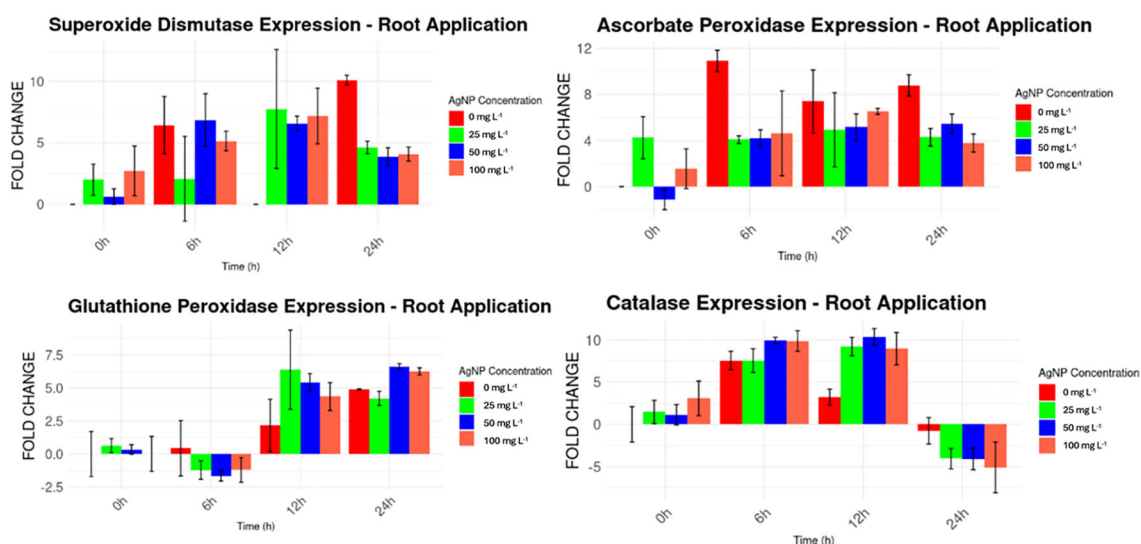 Superoxide Dismutase Expression - Root Application
FOLD CHANGE
10
5
0
0h
6h
12h
24h
Time (h)
AgNP Concentration
0 mg L⁻¹
25 mg L⁻¹
50 mg L⁻¹
100 mg L⁻¹
Ascorbate Peroxidase Expression - Root Application
FOLD CHANGE
12
8
4
0
0h
6h
12h
24h
Time (h)
AgNP Concentration
0 mg L⁻¹
25 mg L⁻¹
50 mg L⁻¹
100 mg L⁻¹
Glutathione Peroxidase Expression - Root Application
FOLD CHANGE
7.5
5.0
2.5
0.0
-2.5
0h
6h
12h
24h
Time (h)
AgNP Concentration
0 mg L⁻¹
25 mg L⁻¹
50 mg L⁻¹
100 mg L⁻¹
Catalase Expression - Root Application
FOLD CHANGE
10
5
0
-5
0h
6h
12h
24h
Time (h)
AgNP Concentration
0 mg L⁻¹
25 mg L⁻¹
50 mg L⁻¹
100 mg L⁻¹